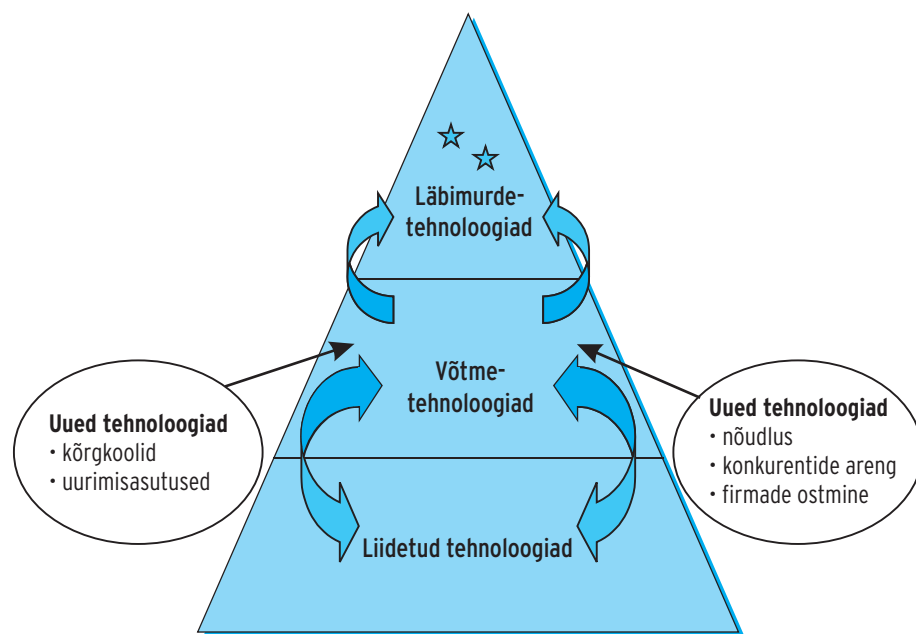 Läbimurde-
tehnoloogiad
Võtme-
tehnoloogiad
Uued tehnoloogiad
• kõrgkoolid
• uurimisasutused
Uued tehnoloogiad
• nõudlus
• konkurentide areng
• firmade ostmine
Liidetud tehnoloogiad